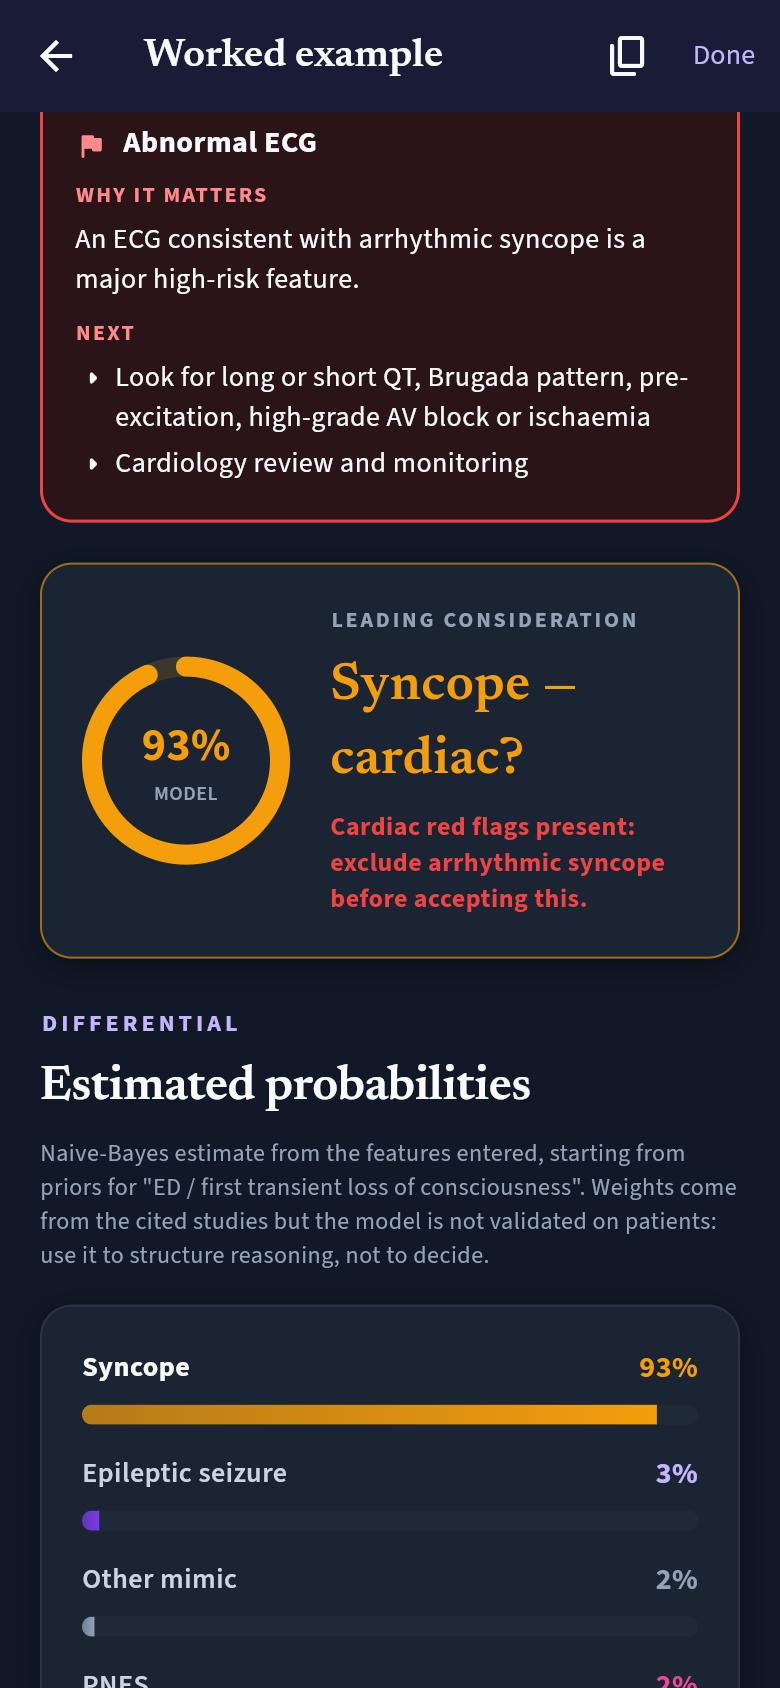 Worked example
Done
Abnormal ECG
WHY IT MATTERS
An ECG consistent with arrhythmic syncope is a
major high-risk feature.
NEXT
Look for long or short QT, Brugada pattern, pre-
excitation, high-grade AV block or ischaemia
Cardiology review and monitoring
LEADING CONSIDERATION
Syncope –
cardiac?
93%
MODEL
Cardiac red flags present:
exclude arrhythmic syncope
before accepting this.
DIFFERENTIAL
Estimated probabilities
Naive-Bayes estimate from the features entered, starting from
priors for "ED / first transient loss of consciousness". Weights come
from the cited studies but the model is not validated on patients:
use it to structure reasoning, not to decide.
Syncope 93%
Epileptic seizure 3%
Other mimic 2%
PNES 2%